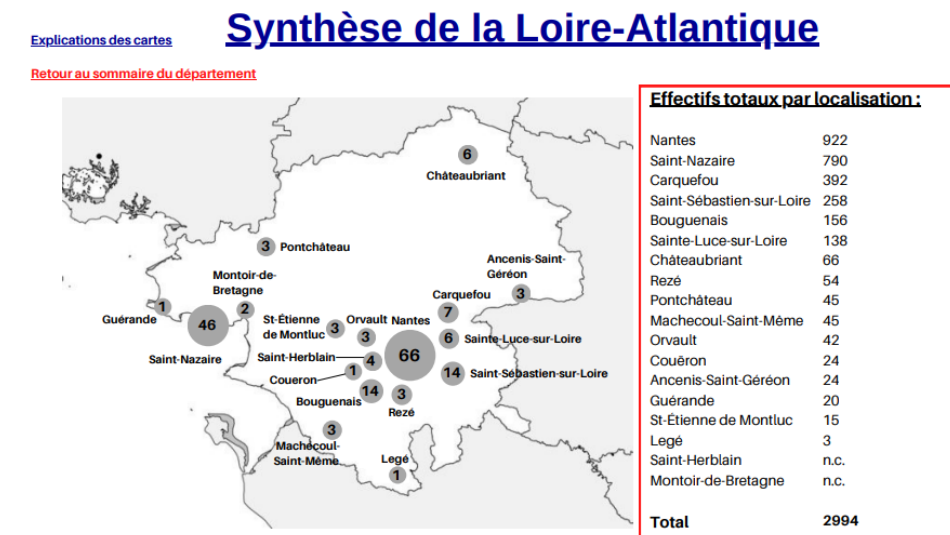 Synthèse de la Loire-Atlantique
Explications des cartes
Retour au sommaire du département
6
Châteaubriant
3 Pontchâteau
Montoir-de-
Bretagne
2
Ancenis-Saint-
Géréon
3
Carquefou
7
1
Guérande
46
Saint-Nazaire
St-Étienne
de Montluc
3
Orvault
3
Nantes
66
6 Sainte-Luce-sur-Loire
Saint-Herblain
4
Coueron
1
14 Saint-Sébastien-sur-Loire
14
Bouguenais
3
Rezé
3
Machecoul-
Saint-Même
Legé
1
Effectifs totaux par localisation :
Nantes 922
Saint-Nazaire 790
Carquefou 392
Saint-Sébastien-sur-Loire 258
Bouguenais 156
Sainte-Luce-sur-Loire 138
Châteaubriant 66
Rezé 54
Pontchâteau 45
Machecoul-Saint-Même 45
Orvault 42
Couëron 24
Ancenis-Saint-Géréon 24
Guérande 20
St-Étienne de Montluc 15
Legé 3
Saint-Herblain n.c.
Montoir-de-Bretagne n.c.
Total 2994